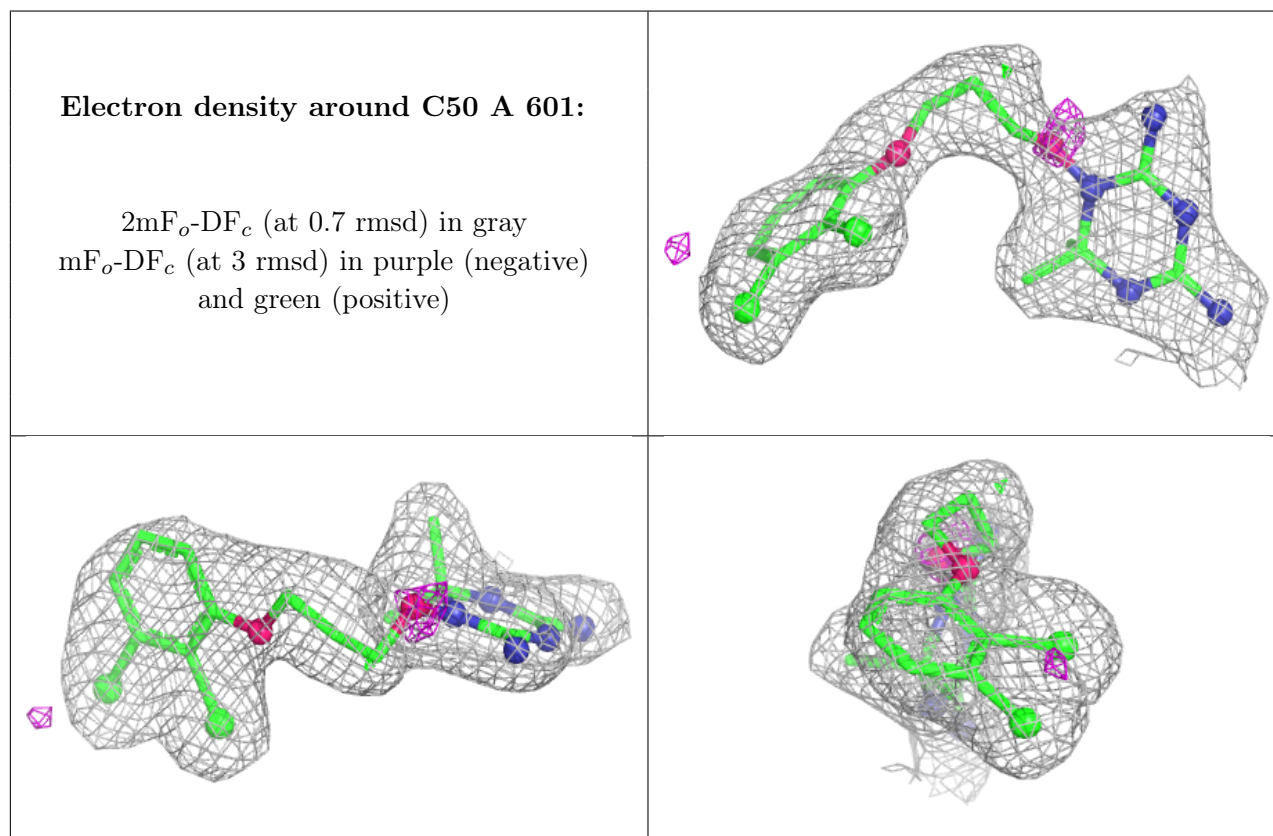 Electron density around C50 A 601:
2mFo-DFc (at 0.7 rmsd) in gray
mFo-DFc (at 3 rmsd) in purple (negative)
and green (positive)